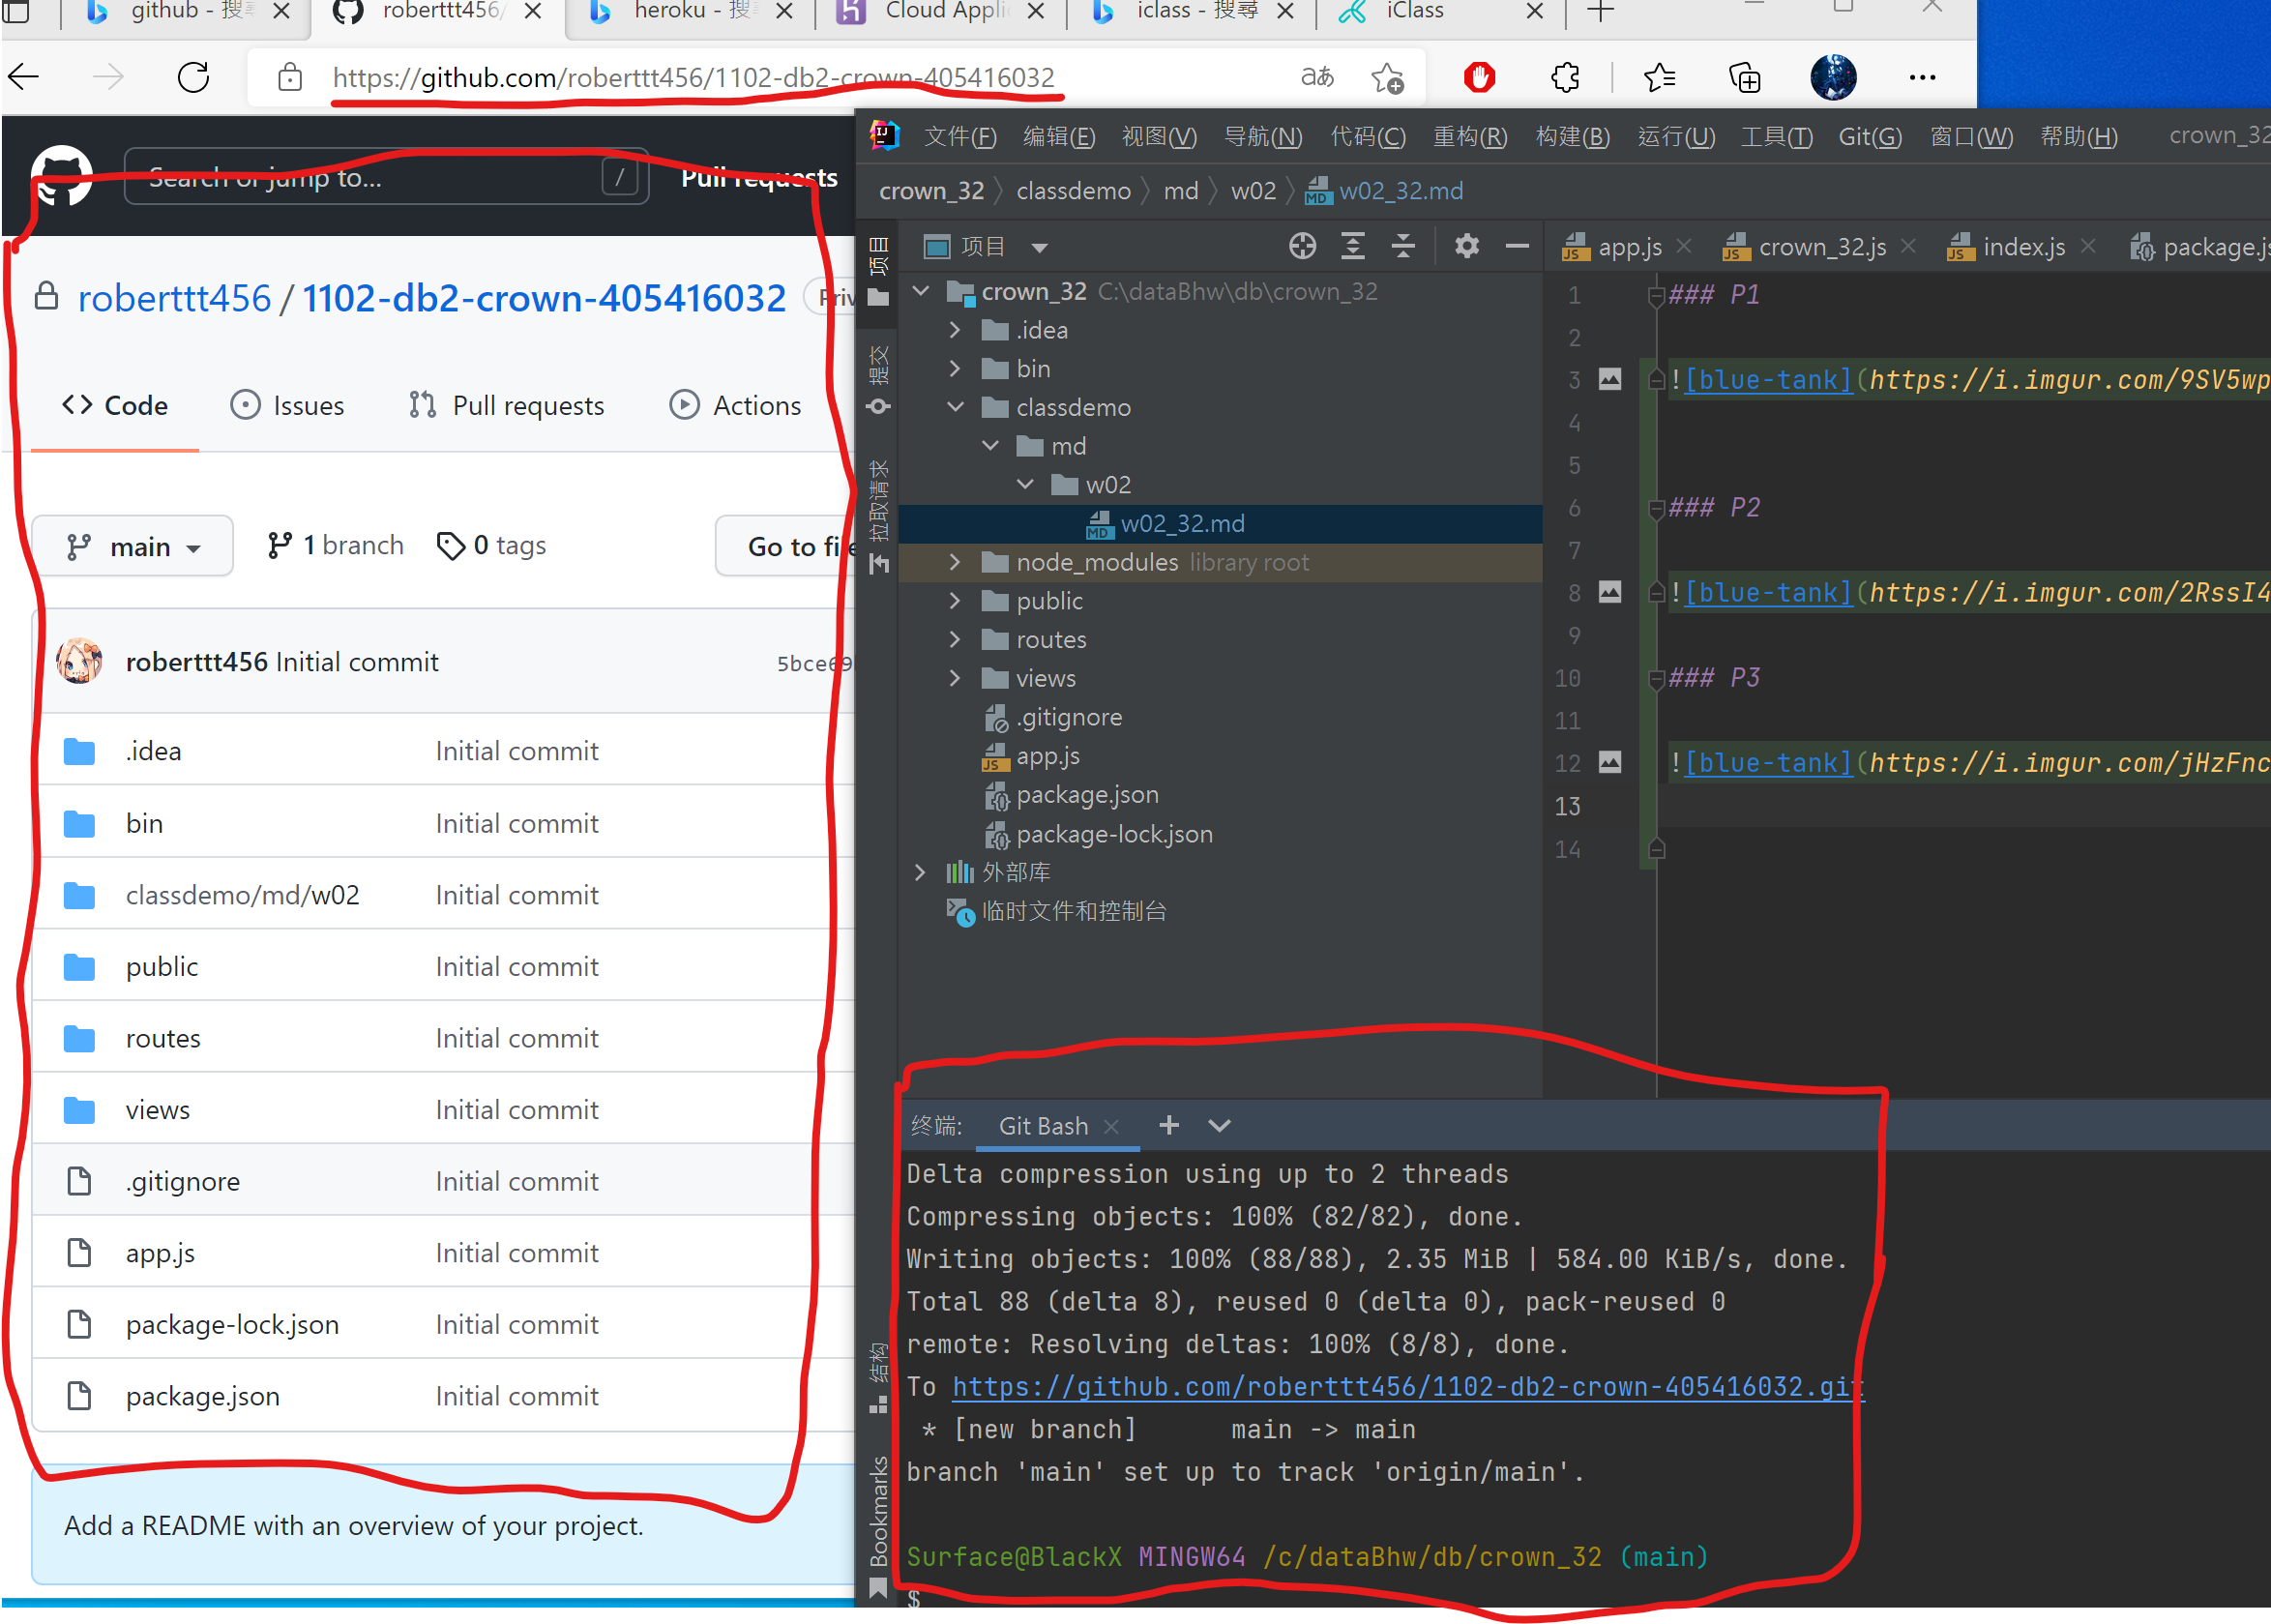 github - 搜尋
roberttt456/
heroku - 搜尋
Cloud Appli
iclass - 搜尋
iClass
https://github.com/roberttt456/1102-db2-crown-405416032
aあ
Search or jump to...
/
Pull requests
roberttt456 / 1102-db2-crown-405416032
Priv
Code
Issues
Pull requests
Actions
main
1 branch
0 tags
Go to file
roberttt456 Initial commit
5bce69
.idea Initial commit
bin Initial commit
classdemo/md/w02 Initial commit
public Initial commit
routes Initial commit
views Initial commit
.gitignore Initial commit
app.js Initial commit
package-lock.json Initial commit
package.json Initial commit
Add a README with an overview of your project.
文件(F) 编辑(E) 视图(V) 导航(N) 代码(C) 重构(R) 构建(B) 运行(U) 工具(T) Git(G) 窗口(W) 帮助(H) crown_32
crown_32 classdemo md w02 w02_32.md
项目
提交
拉取请求
结构
Bookmarks
项目
crown_32 C:\dataBhw\db\crown_32
.idea
bin
classdemo
md
w02
w02_32.md
node_modules library root
public
routes
views
.gitignore
app.js
package.json
package-lock.json
外部库
临时文件和控制台
app.js
crown_32.js
index.js
package.js
1 ### P1
2
3 ![blue-tank](https://i.imgur.com/9SV5wp
4
5
6 ### P2
7
8 ![blue-tank](https://i.imgur.com/2RssI4
9
10 ### P3
11
12 ![blue-tank](https://i.imgur.com/jHzFnc
13
14
终端: Git Bash
Delta compression using up to 2 threads
Compressing objects: 100% (82/82), done.
Writing objects: 100% (88/88), 2.35 MiB | 584.00 KiB/s, done.
Total 88 (delta 8), reused 0 (delta 0), pack-reused 0
remote: Resolving deltas: 100% (8/8), done.
To https://github.com/roberttt456/1102-db2-crown-405416032.git
* [new branch] main -> main
branch 'main' set up to track 'origin/main'.
Surface@BlackX MINGW64 /c/dataBhw/db/crown_32 (main)
$